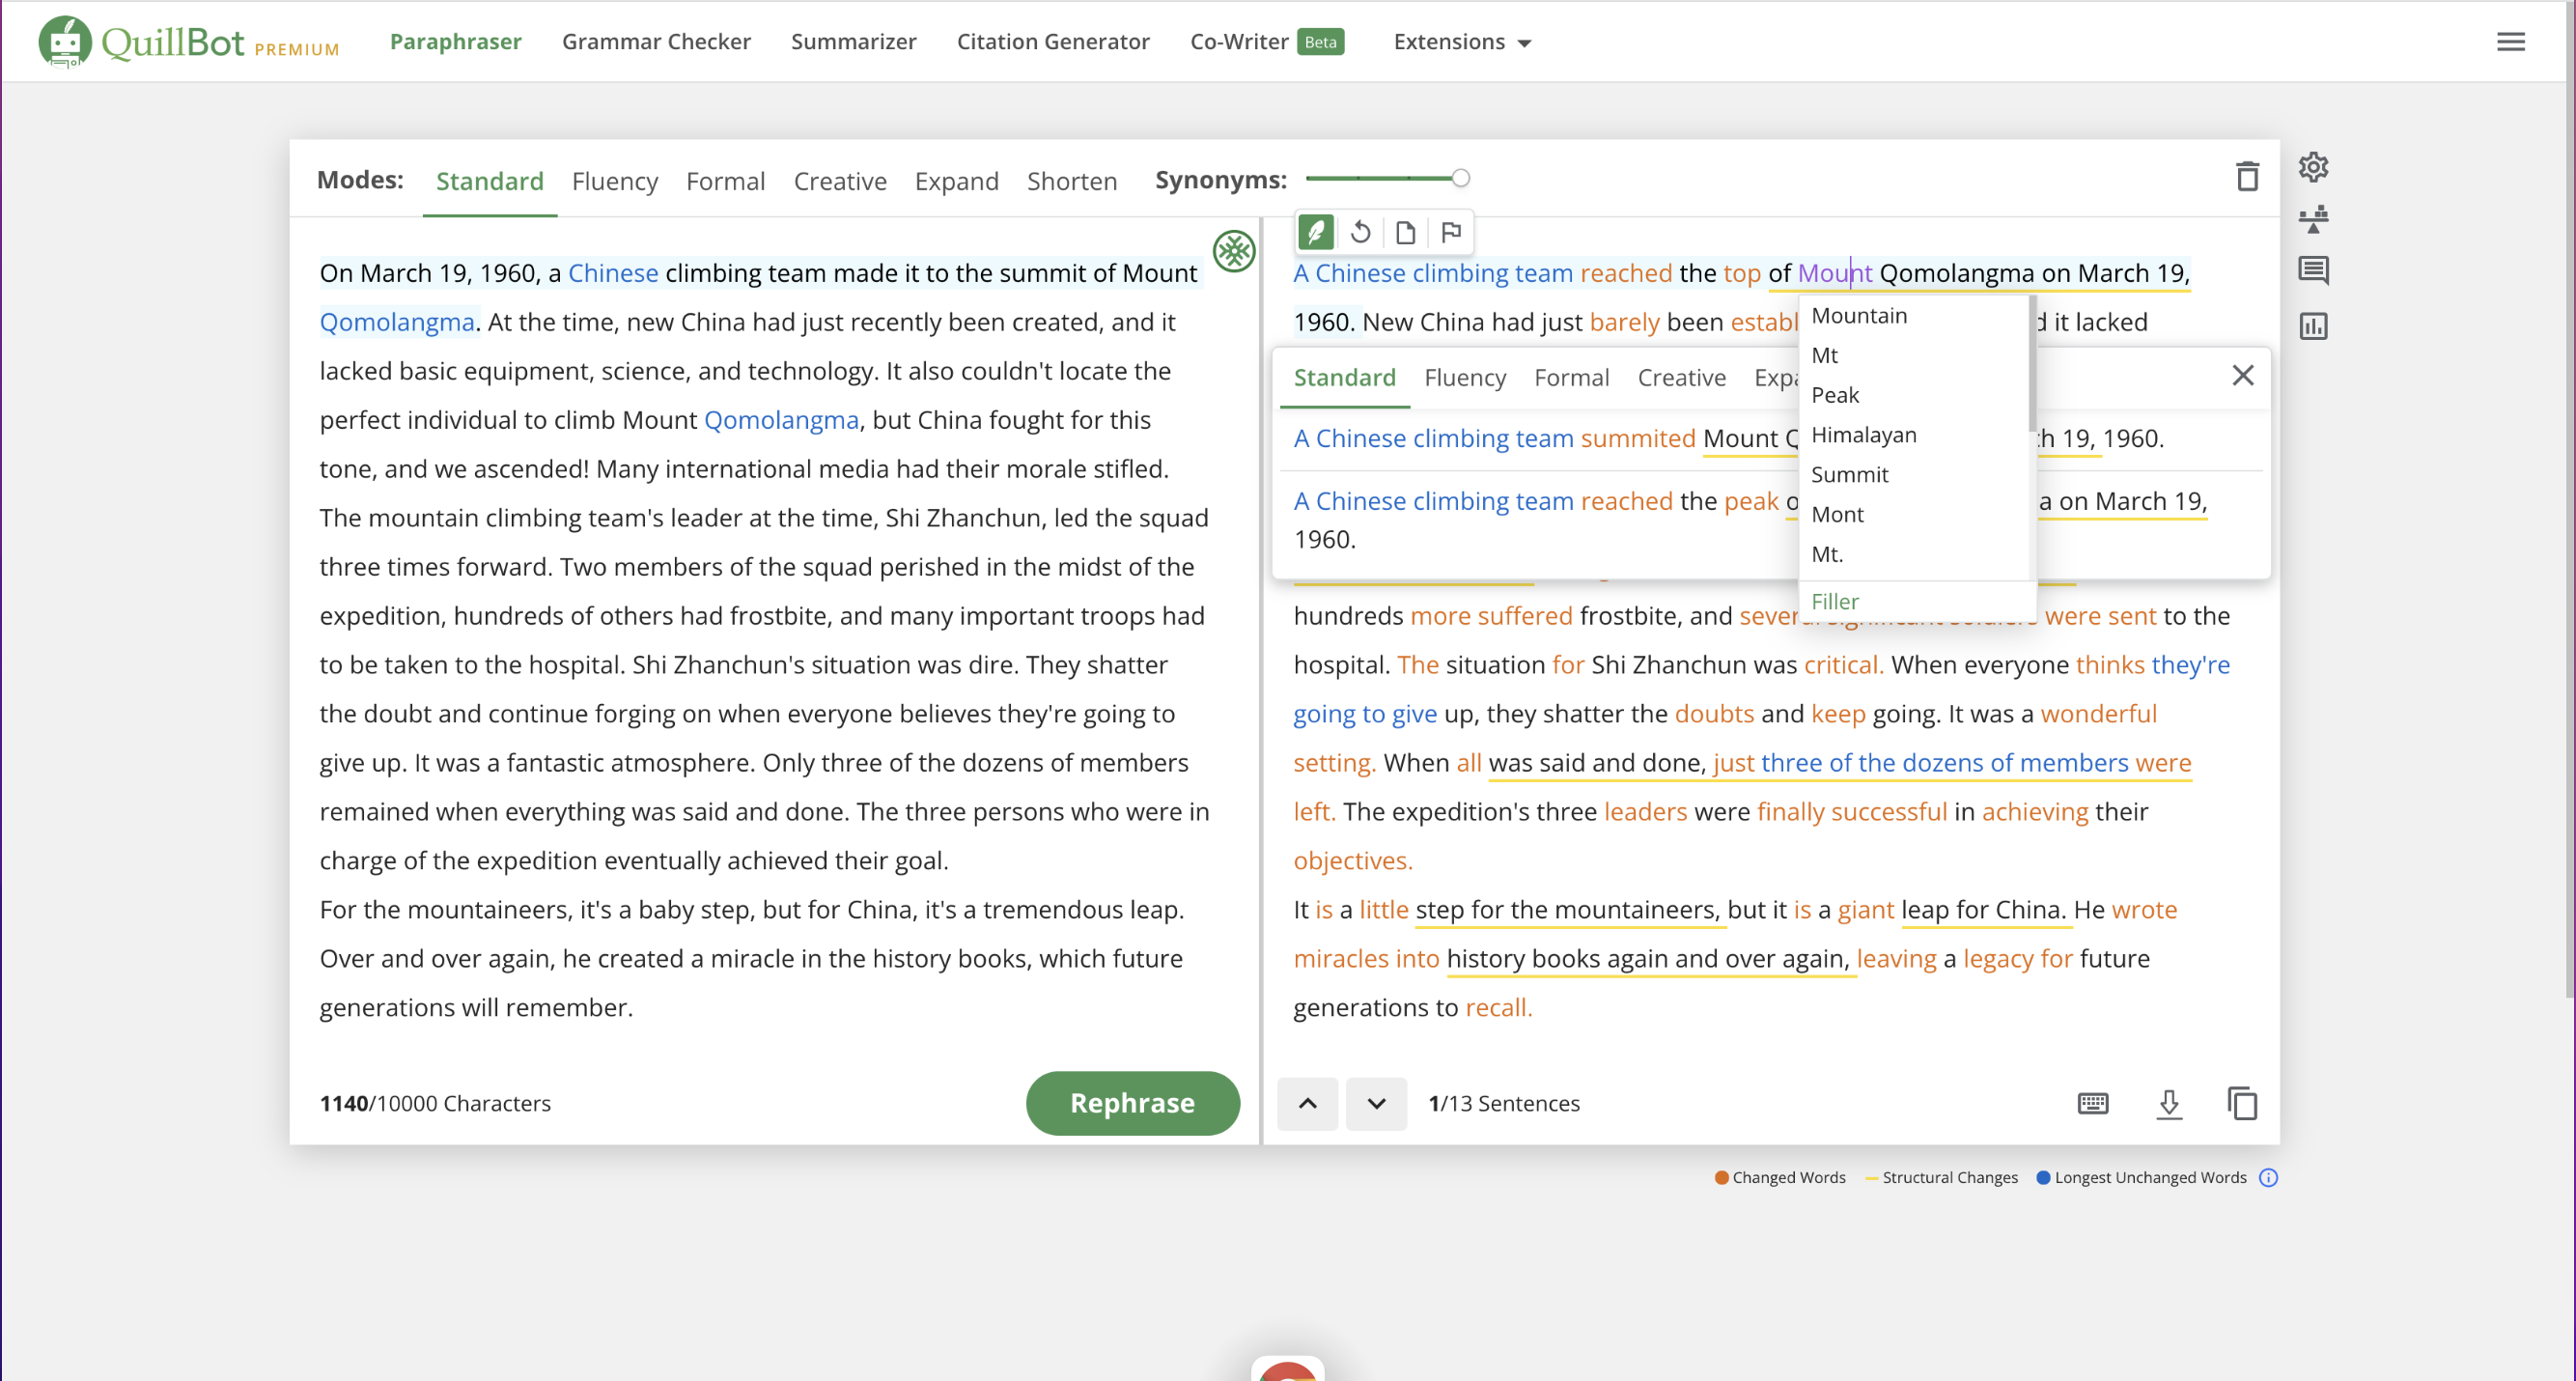 QuillBot PREMIUM Paraphraser Grammar Checker Summarizer Citation Generator Co-Writer Beta Extensions
Modes: Standard Fluency Formal Creative Expand Shorten Synonyms:
On March 19, 1960, a Chinese climbing team made it to the summit of Mount
Qomolangma. At the time, new China had just recently been created, and it
lacked basic equipment, science, and technology. It also couldn't locate the
perfect individual to climb Mount Qomolangma, but China fought for this
tone, and we ascended! Many international media had their morale stifled.
The mountain climbing team's leader at the time, Shi Zhanchun, led the squad
three times forward. Two members of the squad perished in the midst of the
expedition, hundreds of others had frostbite, and many important troops had
to be taken to the hospital. Shi Zhanchun's situation was dire. They shatter
the doubt and continue forging on when everyone believes they're going to
give up. It was a fantastic atmosphere. Only three of the dozens of members
remained when everything was said and done. The three persons who were in
charge of the expedition eventually achieved their goal.
For the mountaineers, it's a baby step, but for China, it's a tremendous leap.
Over and over again, he created a miracle in the history books, which future
generations will remember.
1140/10000 Characters
Rephrase
A Chinese climbing team reached the top of Mount Qomolangma on March 19,
1960. New China had just barely been it lacked
Standard Fluency Formal Creative
A Chinese climbing team summited Mount 19, 1960.
A Chinese climbing team reached the peak on March 19,
1960.
Mountain
Mt
Peak
Himalayan
Summit
Mont
Mt.
Filler
hundreds more suffered frostbite, and were sent to the
hospital. The situation for Shi Zhanchun was critical. When everyone thinks they're
going to give up, they shatter the doubts and keep going. It was a wonderful
setting. When all was said and done, just three of the dozens of members were
left. The expedition's three leaders were finally successful in achieving their
objectives.
It is a little step for the mountaineers, but it is a giant leap for China. He wrote
miracles into history books again and over again, leaving a legacy for future
generations to recall.
1/13 Sentences
Changed Words Structural Changes Longest Unchanged Words